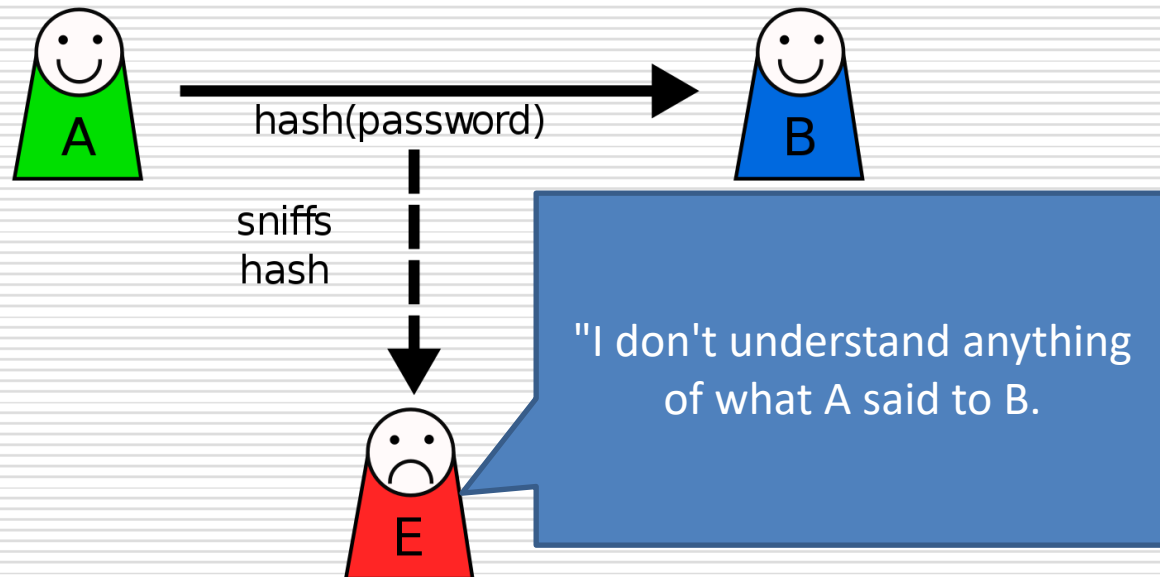 A
hash(password)
B
sniffs
hash
"I don't understand anything
of what A said to B.
E